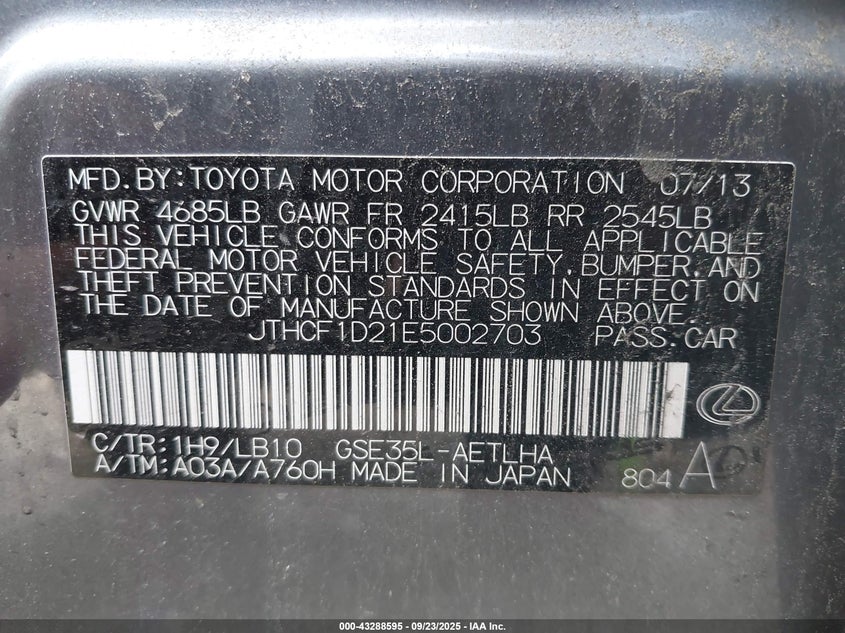 MFD.BY:TOYOTA MOTOR CORPORATION 07/13
GVWR 4685LB GAWR FR 2415LB RR 2545LB
THIS VEHICLE CONFORMS TO ALL APPLICABLE
FEDERAL MOTOR VEHICLE SAFETY,BUMPER,AND
THEFT PREVENTION STANDARDS IN EFFECT ON
THE DATE OF MANUFACTURE SHOWN ABOVE.
JTHCF1D21E5002703 PASS.CAR
C/TR:1H9/LB10 GSE35L-AETLHA
A/TM:A03A/A760H MADE IN JAPAN 804 A
000-43288595 - 09/23/2025 - IAA Inc.